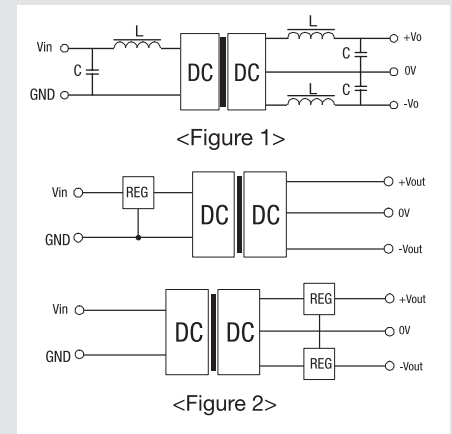 L
L
Vin
+Vo
C
C
DC DC
0V
C
GND
L
-Vo
<Figure 1>
Vin
REG
+Vout
DC DC
0V
GND
-Vout
REG
+Vout
Vin
DC DC
0V
GND
REG
-Vout
<Figure 2>